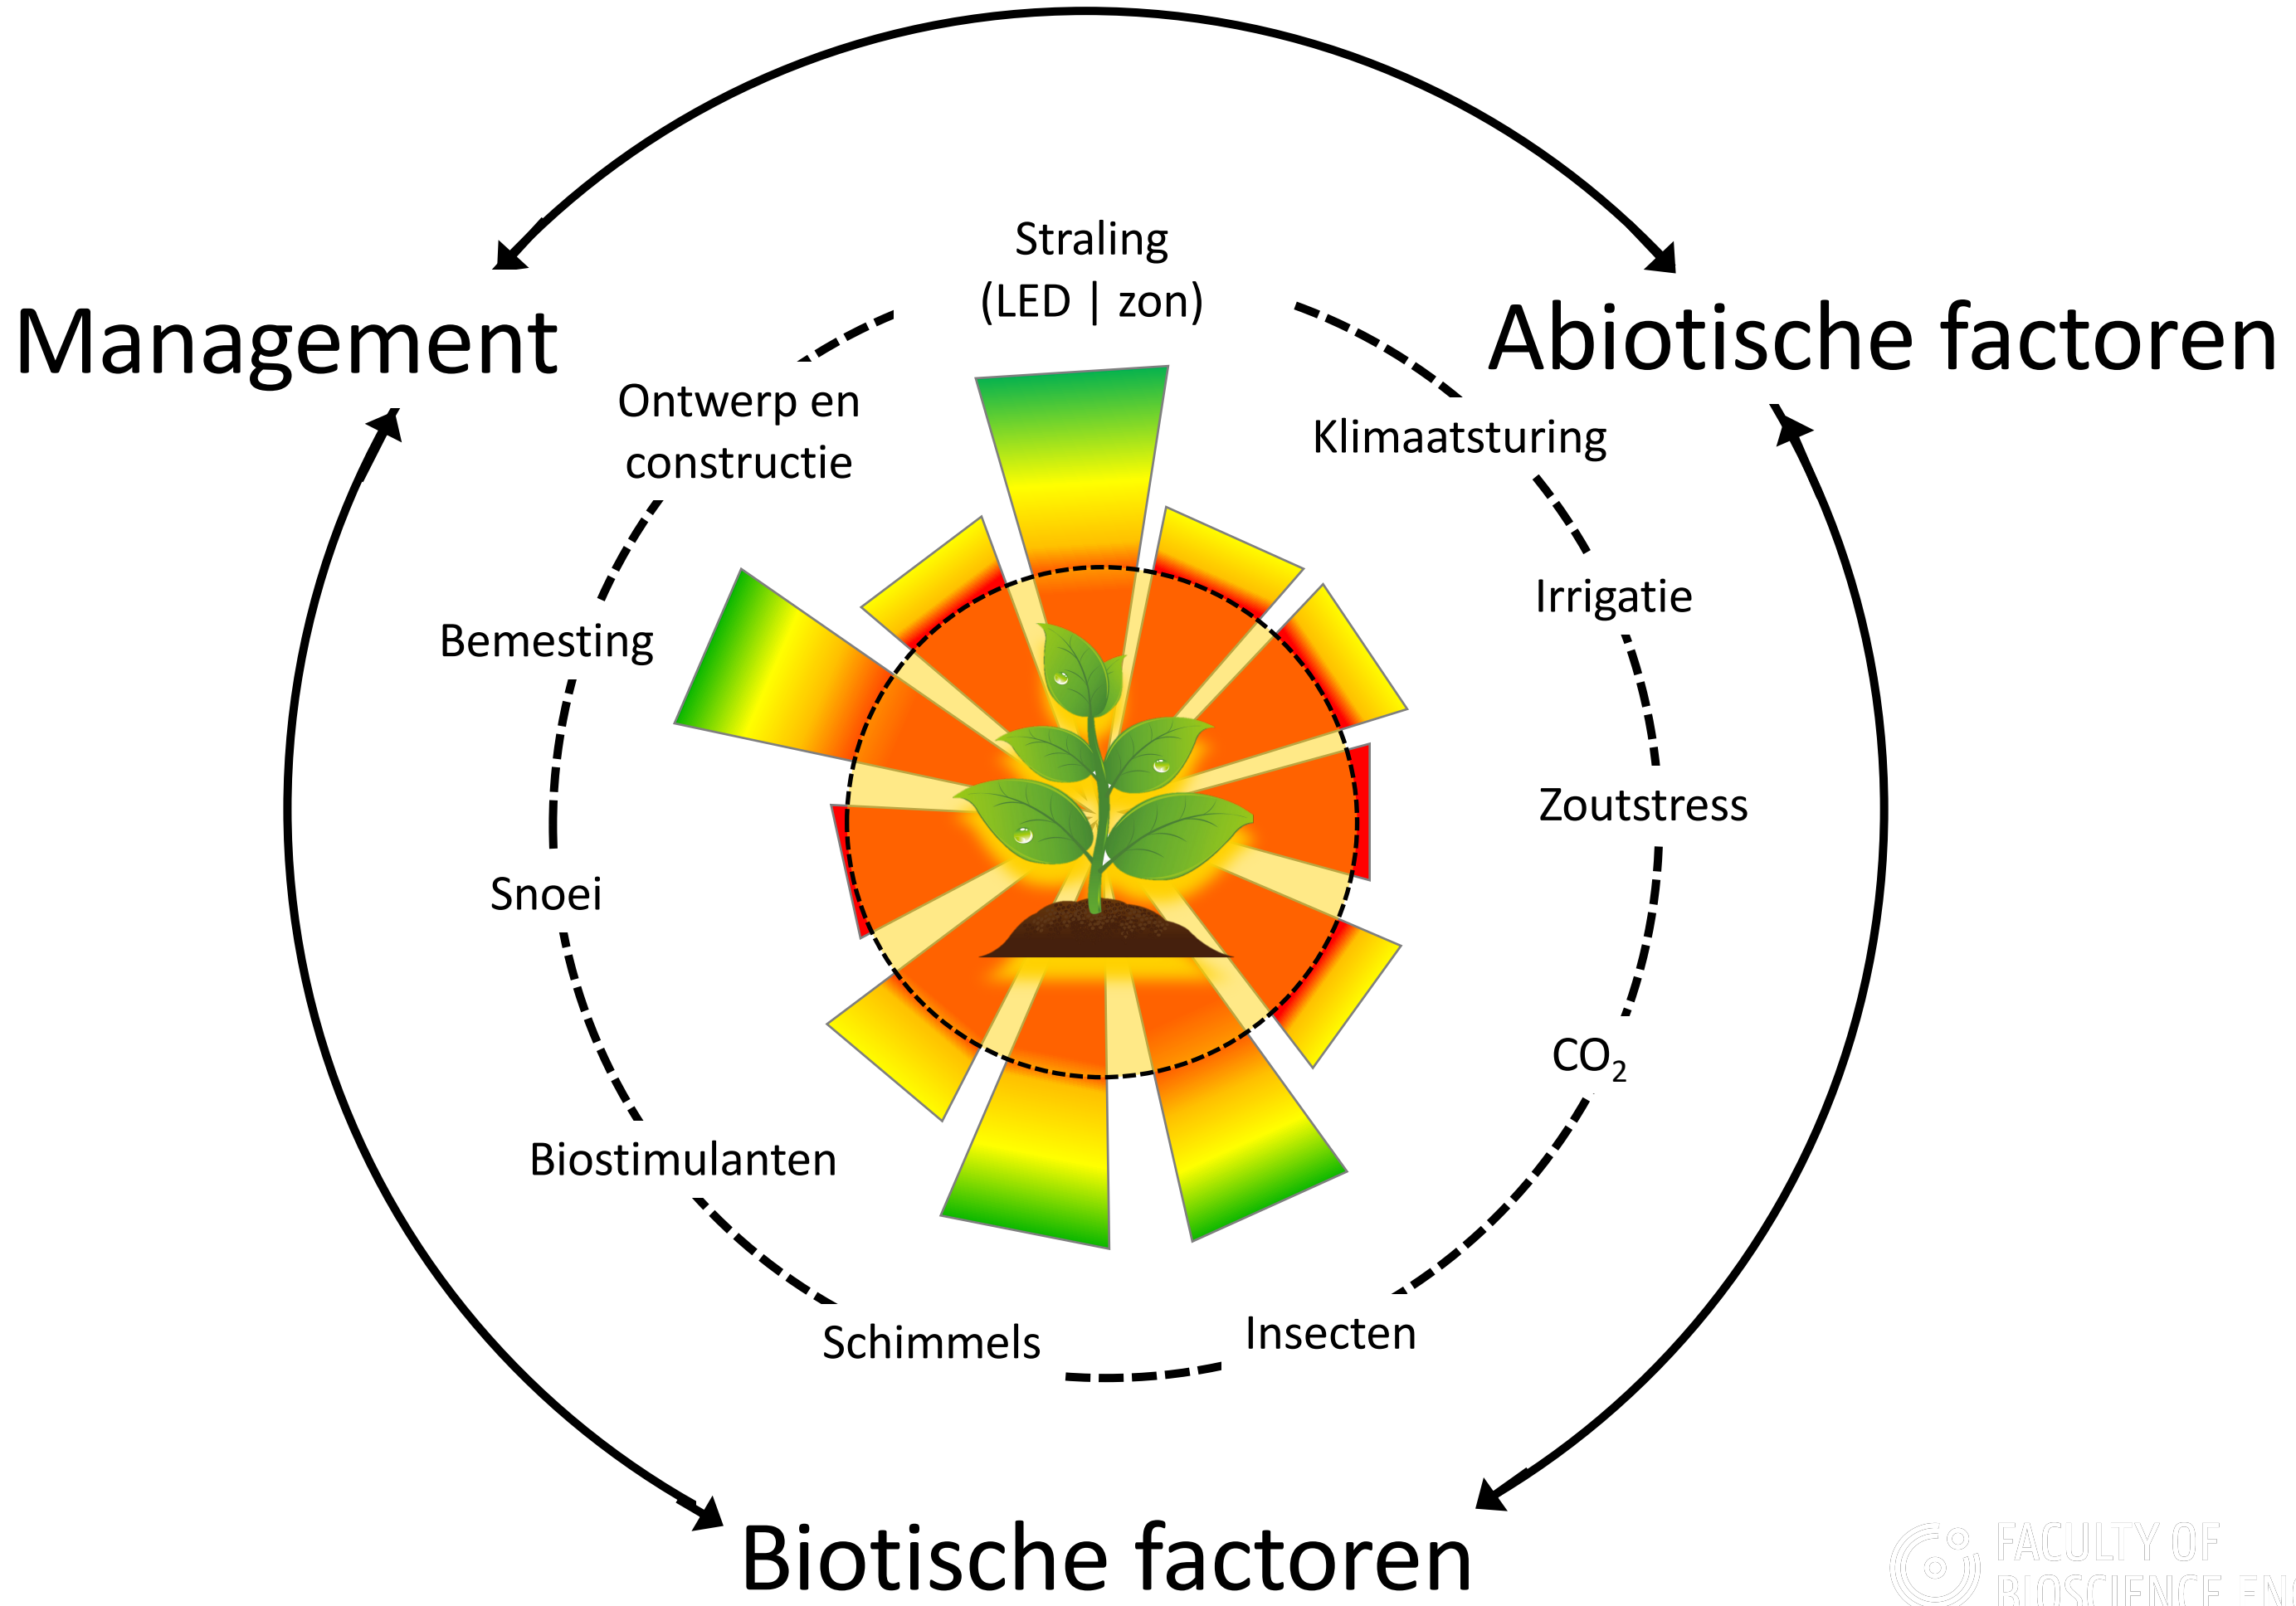 Straling
(LED | zon)
Management
Abiotische factoren
Ontwerp en
constructie
Klimaatsturing
Irrigatie
Bemesting
Zoutstress
Snoei
CO₂
Biostimulanten
Insecten
Schimmels
Biotische factoren
FACULTY OF
BIOSCIENCE